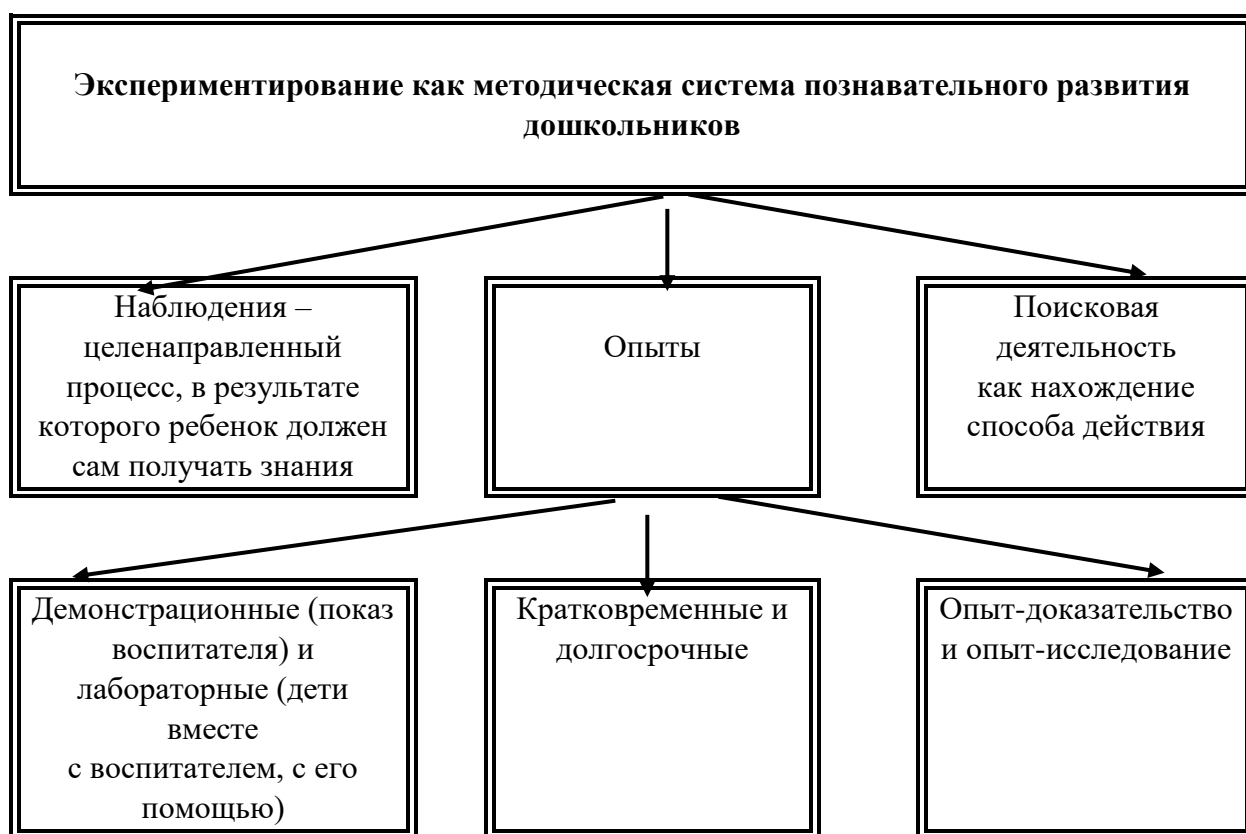 Экспериментирование как методическая система познавательного развития
дошкольников
Наблюдения –
целенаправленный
процесс, в результате
которого ребенок должен
сам получать знания
Опыты
Поисковая
деятельность
как нахождение
способа действия
Демонстрационные (показ
воспитателя) и
лабораторные (дети
вместе
с воспитателем, с его
помощью)
Кратковременные и
долгосрочные
Опыт-доказательство
и опыт-исследование